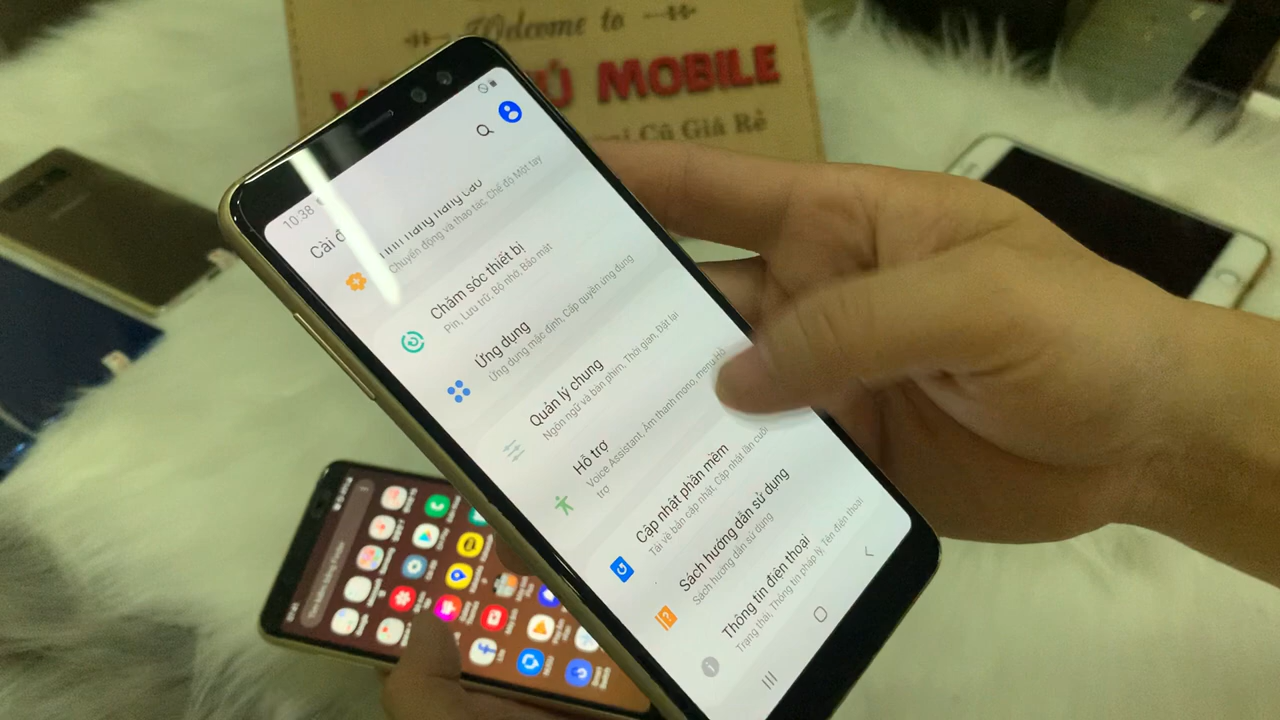 Welcome to
MOBILE
Cũ Giá Rẻ
10:38
Cài
Chuyển động và thao tác, Chế độ Một tay
Chăm sóc thiết bị
Pin, Lưu trữ, Bộ nhớ, Bảo mật
Ứng dụng
Ứng dụng mặc định, Cấp quyền ứng dụng
Quản lý chung
Ngôn ngữ và bàn phím, Thời gian, Đặt lại
Hỗ trợ
Voice Assistant, Âm thanh mono, menu Hỗ
trợ
Cập nhật phần mềm
Tải về bản cập nhật, Cập nhật lần cuối
Sách hướng dẫn sử dụng
Sách hướng dẫn sử dụng
Thông tin điện thoại
Trạng thái, Thông tin pháp lý, Tên điện thoại